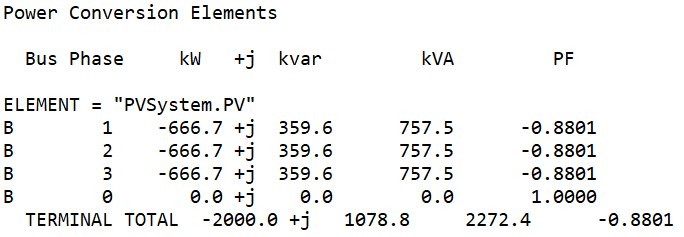 Power Conversion Elements
Bus Phase kW +j kvar kVA PF
ELEMENT = "PVSystem.PV"
B 1 -666.7 +j 359.6 757.5 -0.8801
B 2 -666.7 +j 359.6 757.5 -0.8801
B 3 -666.7 +j 359.6 757.5 -0.8801
B 0 0.0 +j 0.0 0.0 1.0000
TERMINAL TOTAL -2000.0 +j 1078.8 2272.4 -0.8801